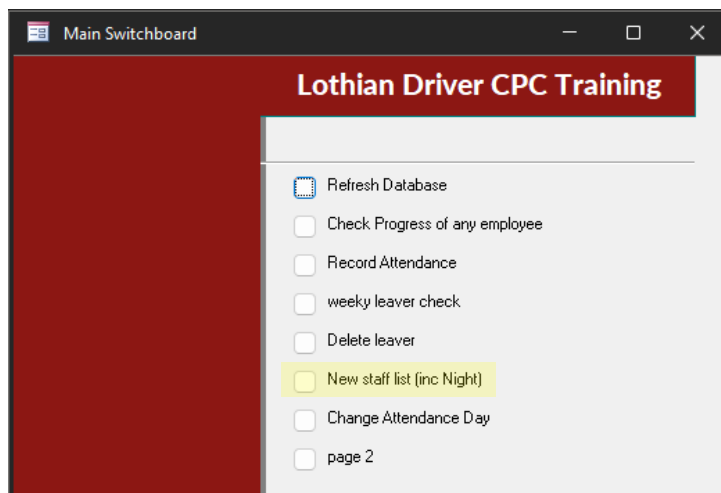 Main Switchboard
Lothian Driver CPC Training
Refresh Database
Check Progress of any employee
Record Attendance
weekly leaver check
Delete leaver
New staff list (inc Night)
Change Attendance Day
page 2